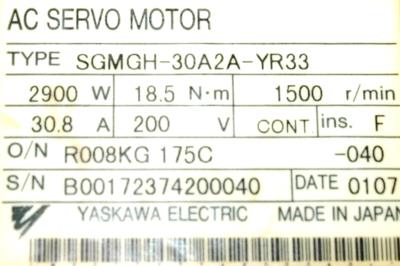 AC SERVO MOTOR
TYPE SGMGH-30A2A-YR33
2900 W 18.5 N·m 1500 r/min
30.8 A 200 V CONT ins. F
O/N R008KG 175C -040
S/N B00172374200040 DATE 0107
YASKAWA ELECTRIC MADE IN JAPAN